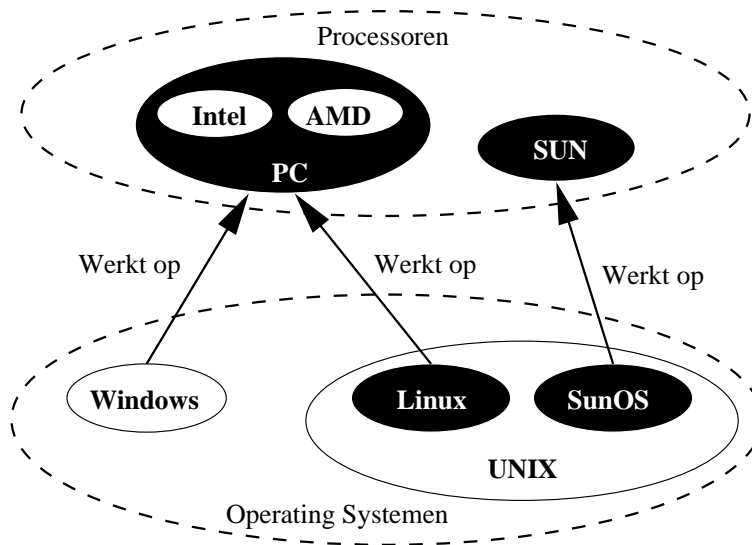 Processoren
Intel
AMD
PC
SUN
Werkt op
Werkt op
Werkt op
Windows
Linux
SunOS
UNIX
Operating Systemen